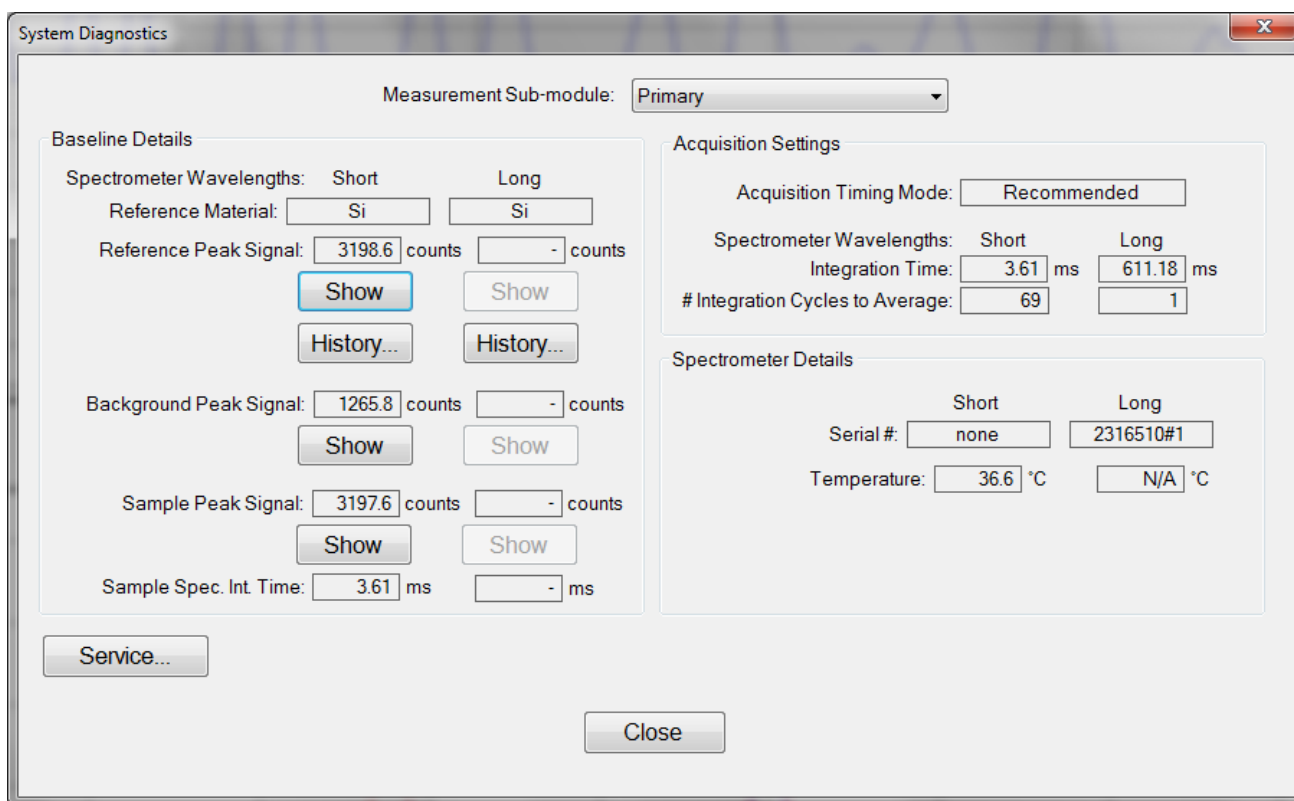 System Diagnostics
x
Measurement Sub-module: Primary
Baseline Details
Spectrometer Wavelengths: Short Long
Reference Material: Si Si
Reference Peak Signal: 3198.6 counts - counts
Show Show
History... History...
Background Peak Signal: 1265.8 counts - counts
Show Show
Sample Peak Signal: 3197.6 counts - counts
Show Show
Sample Spec. Int. Time: 3.61 ms - ms
Acquisition Settings
Acquisition Timing Mode: Recommended
Spectrometer Wavelengths: Short Long
Integration Time: 3.61 ms 611.18 ms
# Integration Cycles to Average: 69 1
Spectrometer Details
Short Long
Serial #: none 2316510#1
Temperature: 36.6 °C N/A °C
Service...
Close